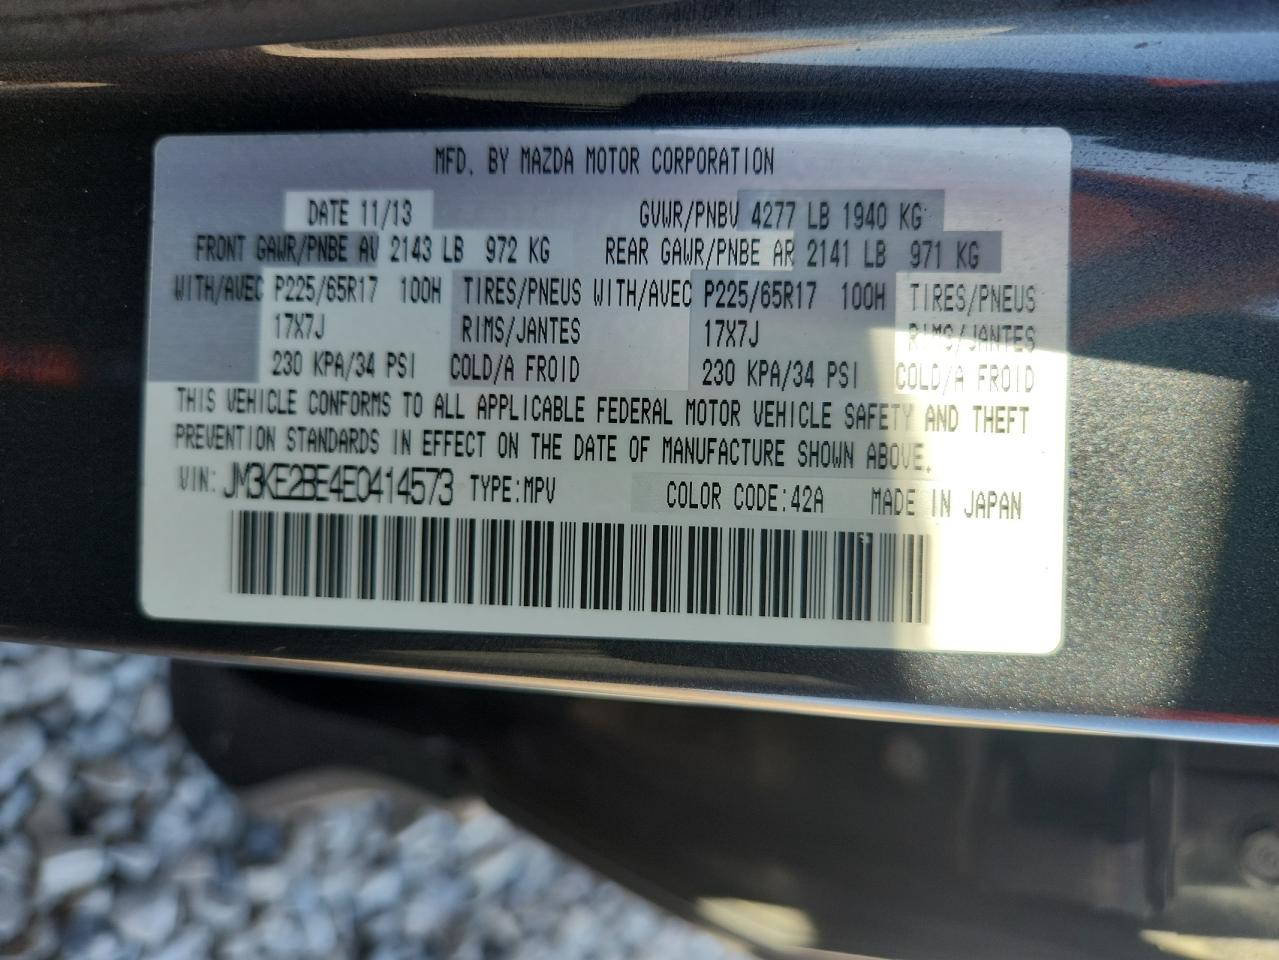 MFD. BY MAZDA MOTOR CORPORATION
DATE 11/13 GVWR/PNBV 4277 LB 1940 KG
FRONT GAWR/PNBE AV 2143 LB 972 KG REAR GAWR/PNBE AR 2141 LB 971 KG
WITH/AVEC P225/65R17 100H TIRES/PNEUS WITH/AVEC P225/65R17 100H TIRES/PNEUS
17X7J RIMS/JANTES 17X7J RIMS/JANTES
230 KPA/34 PSI COLD/A FROID 230 KPA/34 PSI COLD/A FROID
THIS VEHICLE CONFORMS TO ALL APPLICABLE FEDERAL MOTOR VEHICLE SAFETY AND THEFT
PREVENTION STANDARDS IN EFFECT ON THE DATE OF MANUFACTURE SHOWN ABOVE.
VIN: JM3KE2BE4E0414573 TYPE:MPV COLOR CODE:42A MADE IN JAPAN